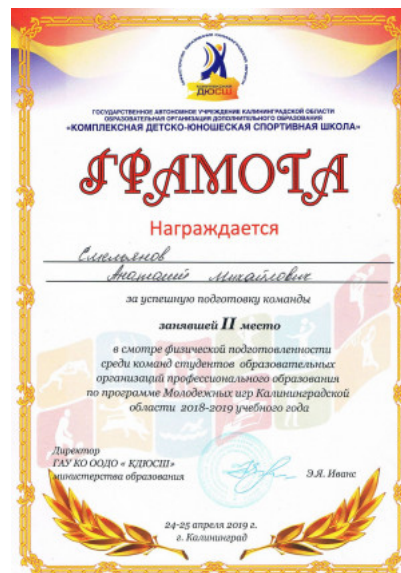 ДЮСШ
ГОСУДАРСТВЕННОЕ АВТОНОМНОЕ УЧРЕЖДЕНИЕ КАЛИНИНГРАДСКОЙ ОБЛАСТИ
ОБРАЗОВАТЕЛЬНАЯ ОРГАНИЗАЦИЯ ДОПОЛНИТЕЛЬНОГО ОБРАЗОВАНИЯ
«КОМПЛЕКСНАЯ ДЕТСКО-ЮНОШЕСКАЯ СПОРТИВНАЯ ШКОЛА»
ГРАМОТА
Награждается
Емельянов
Анатолий Михайлович
за успешную подготовку команды
занявшей II место
в смотре физической подготовленности
среди команд студентов образовательных
организаций профессионального образования
по программе Молодежных игр Калининградской
области 2018-2019 учебного года
Директор
ГАУ КО ООДО « КДЮСШ»
министерства образования
Э.Я. Иванс
24-25 апреля 2019 г.
г. Калининград